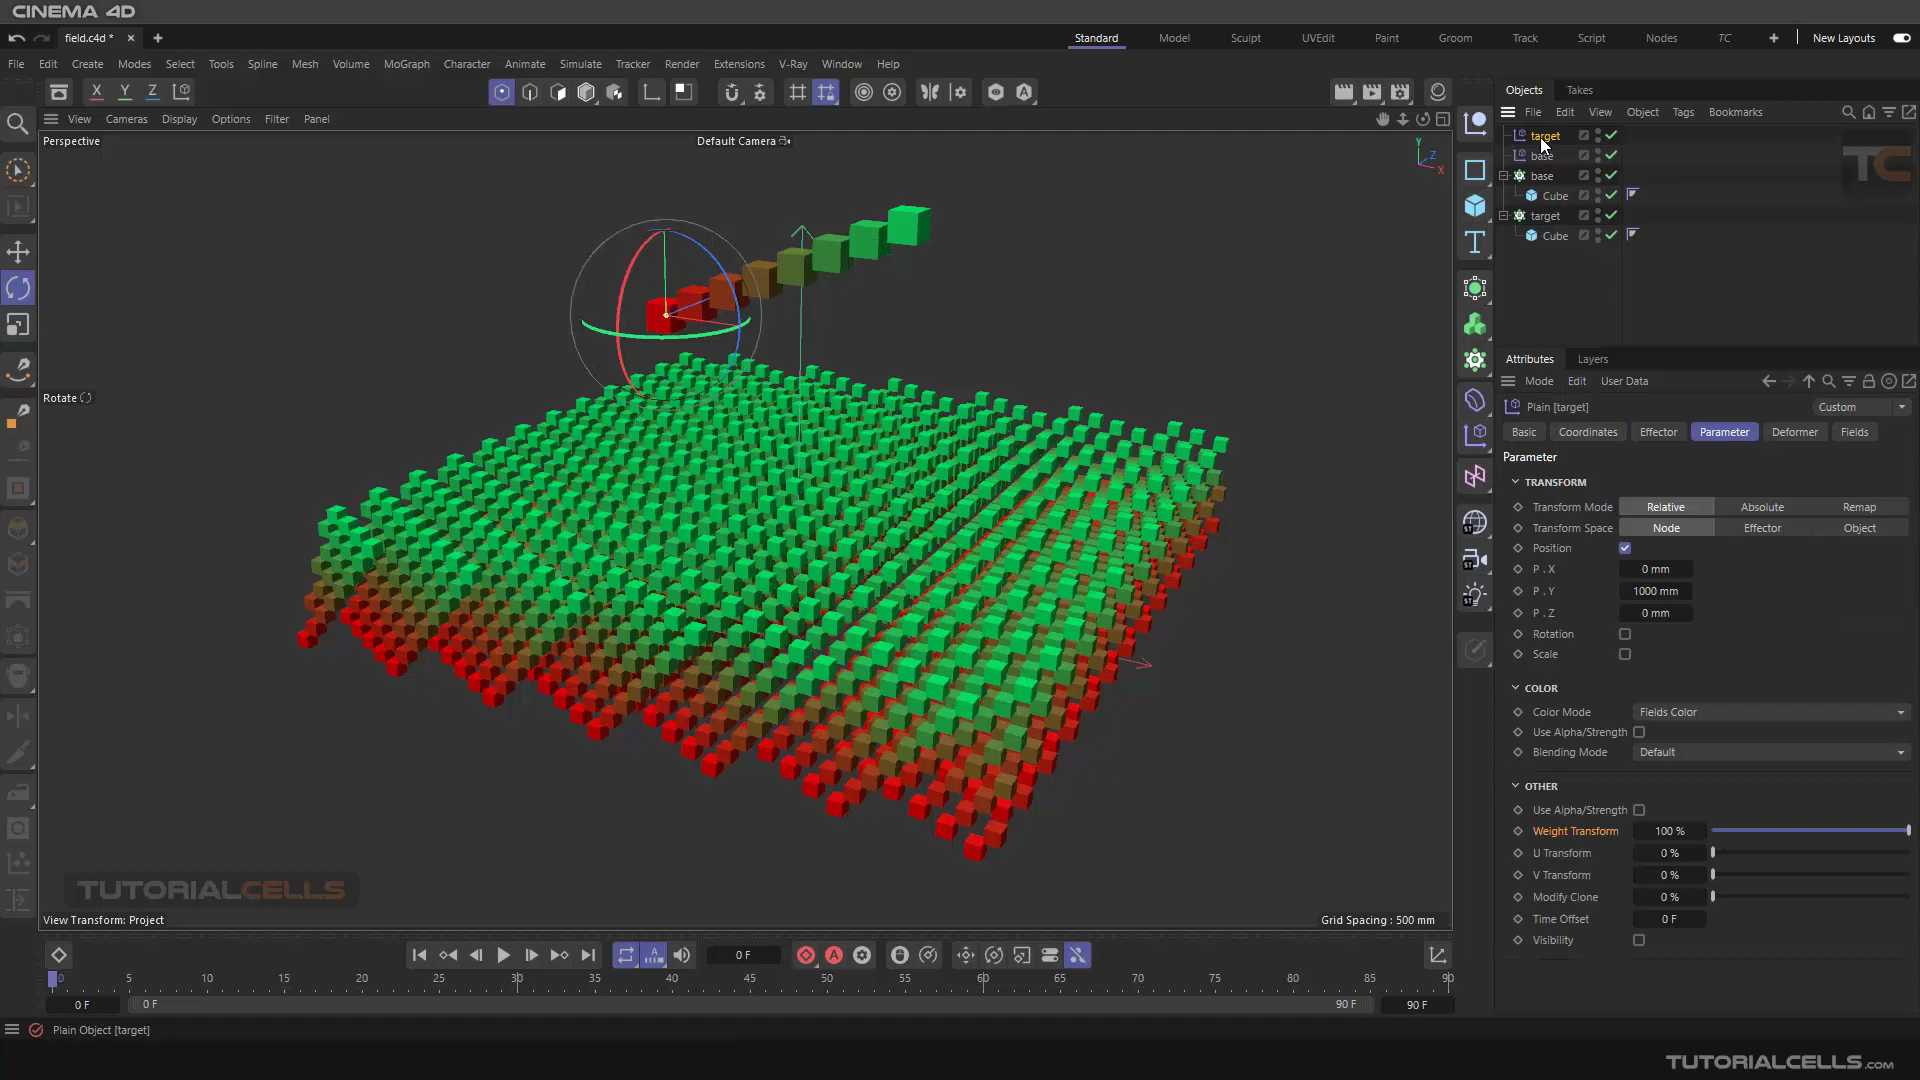 CINEMA 4D
field.c4d *
Standard Model Sculpt UVEdit Paint Groom Track Script Nodes TC New Layouts
File Edit Create Modes Select Tools Spline Mesh Volume MoGraph Character Animate Simulate Tracker Render Extensions V-Ray Window Help
X Y Z
View Cameras Display Options Filter Panel
Perspective
Default Camera
Y
Z
X
Rotate
TUTORIALCELLS
View Transform: Project
Grid Spacing : 500 mm
Objects Takes
File Edit View Object Tags Bookmarks
target
base
base
Cube
target
Cube
TC
Attributes Layers
Mode Edit User Data
Plain [target]
Custom
Basic Coordinates Effector Parameter Deformer Fields
Parameter
TRANSFORM
Transform Mode Relative Absolute Remap
Transform Space Node Effector Object
Position
P . X 0 mm
P . Y 1000 mm
P . Z 0 mm
Rotation
Scale
COLOR
Color Mode Fields Color
Use Alpha/Strength
Blending Mode Default
OTHER
Use Alpha/Strength
Weight Transform 100 %
U Transform 0 %
V Transform 0 %
Modify Clone 0 %
Time Offset 0 F
Visibility
0 F
0 5 10 15 20 25 30 35 40 45 50 55 60 65 70 75 80 85 90
0 F 0 F 90 F 90 F
Plain Object [target]
TUTORIALCELLS.com